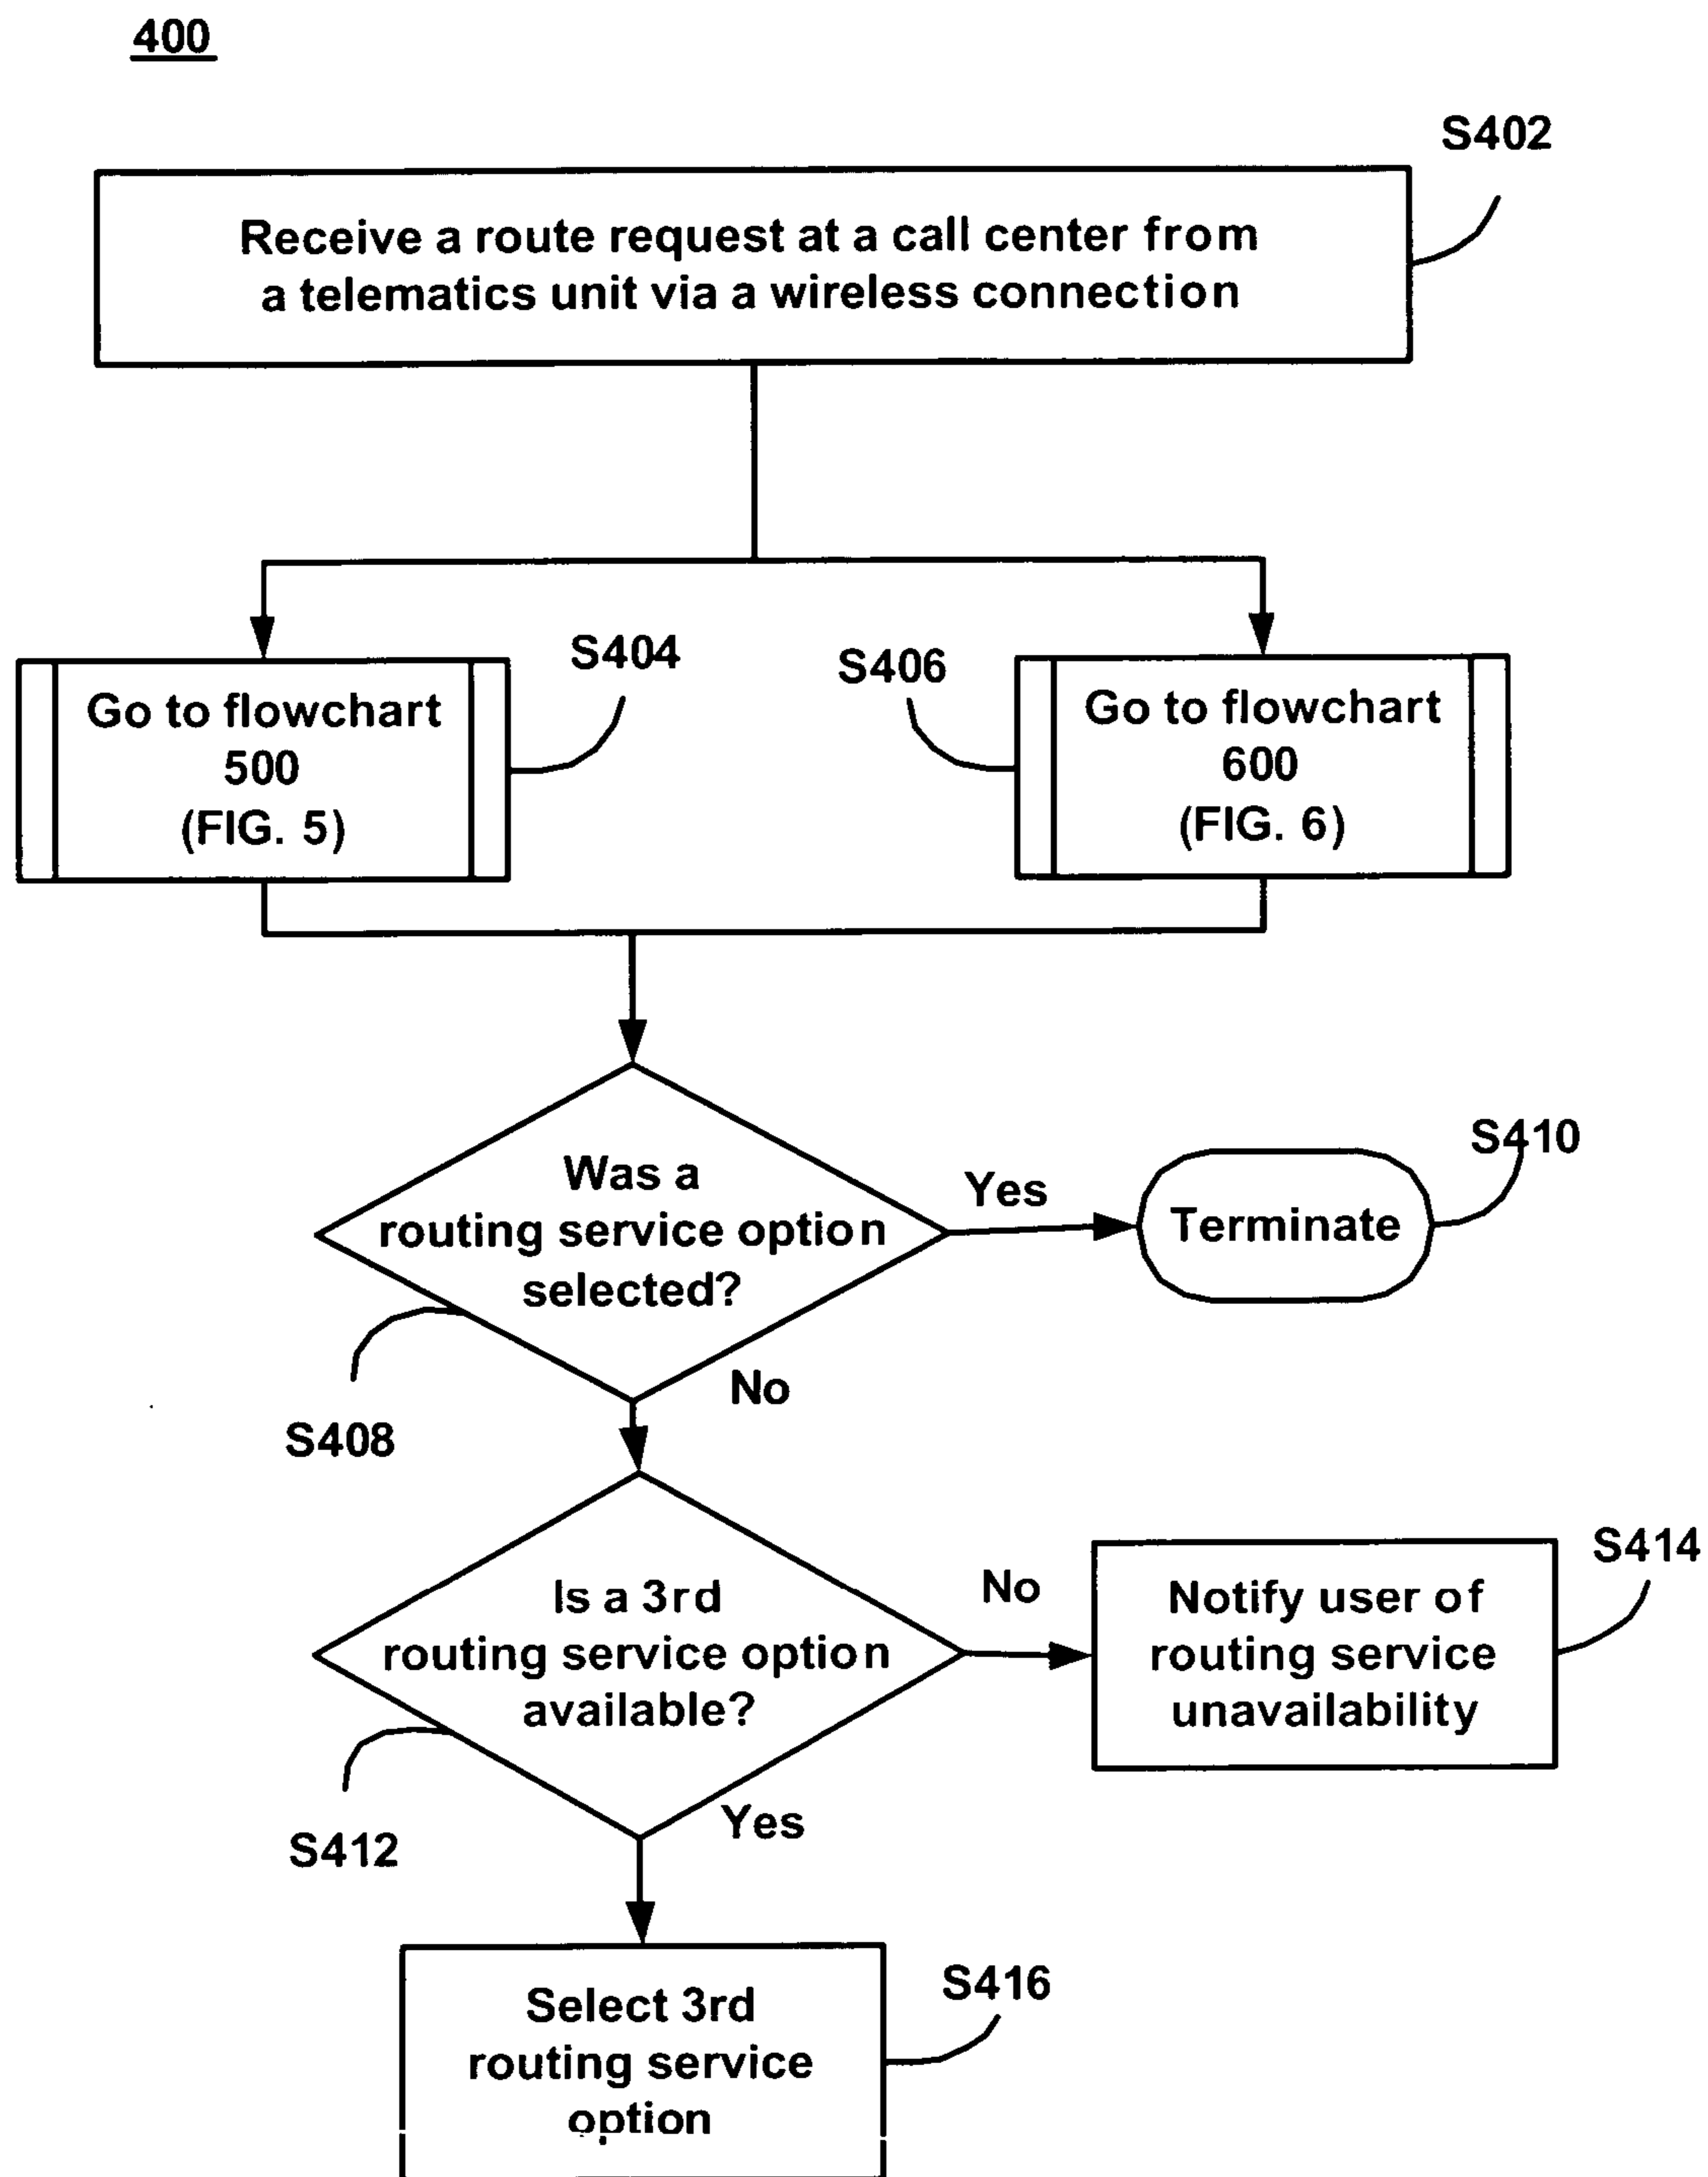 400
S402
Receive a route request at a call center from
a telematics unit via a wireless connection
S404
Go to flowchart
500
(FIG. 5)
S406
Go to flowchart
600
(FIG. 6)
Was a
routing service option
selected?
S408
Yes
Terminate
S410
No
Is a 3rd
routing service option
available?
S412
No
Notify user of
routing service
unavailability
S414
Yes
Select 3rd
routing service
option
S416